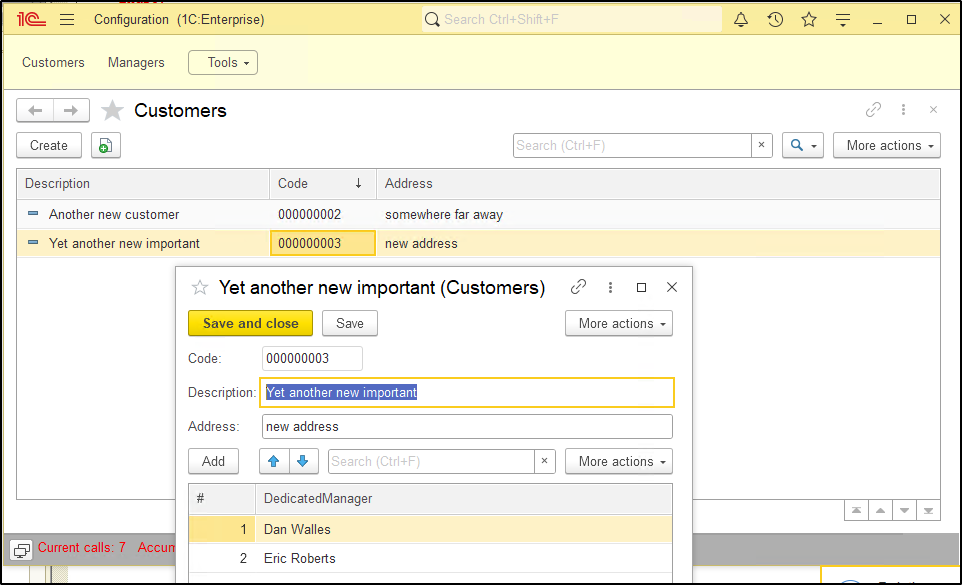 1C Configuration (1C:Enterprise) Search Ctrl+Shift+F
Customers Managers Tools
Customers
Create Search (Ctrl+F) × More actions
Description Code ↓ Address
Another new customer 000000002 somewhere far away
Yet another new important 000000003 new address
Yet another new important (Customers)
Save and close Save More actions
Code: 000000003
Description: Yet another new important
Address: new address
Add Search (Ctrl+F) × More actions
# DedicatedManager
1 Dan Walles
2 Eric Roberts
Current calls: 7 Accum